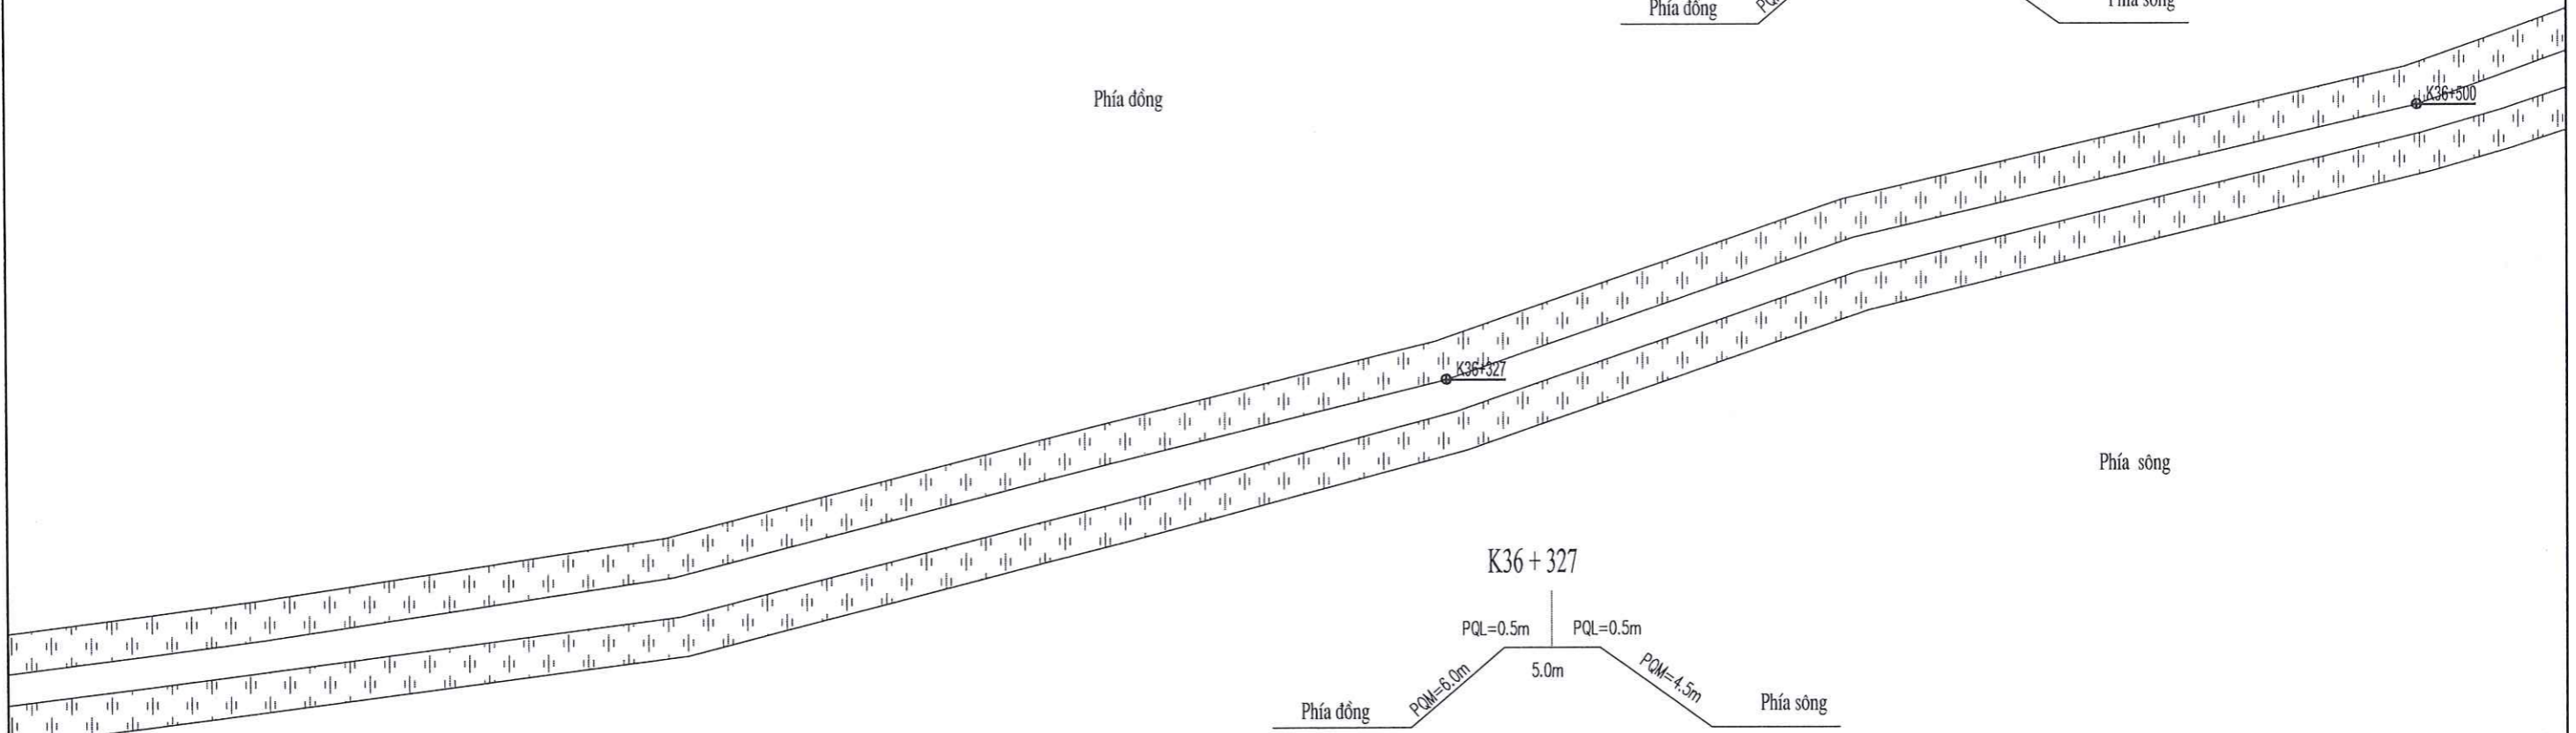 Phía đồng
Phía sông
Phía đồng
K36+500
K36+327
Phía sông
K36 + 327
PQL=0.5m PQL=0.5m
5.0m
PQM=6.0m
PQM=4.5m
Phía đồng
Phía sông